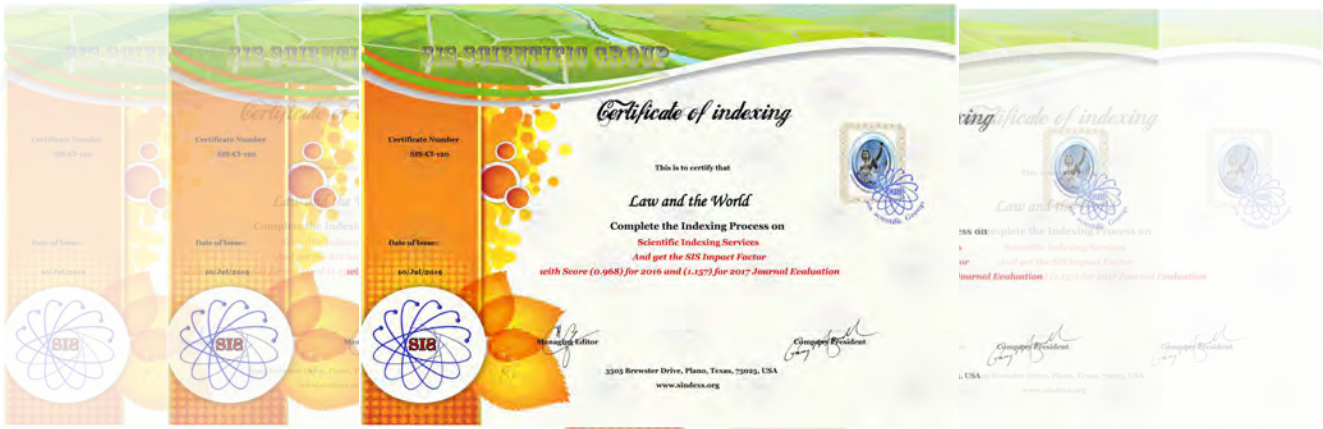 SIS-SCIENTIFIC GROUP
Certificate of indexing
Certificate Number
SIS-CI-120
This is to certify that
Law and the World
Complete the Indexing Process on
Scientific Indexing Services
And get the SIS Impact Factor
with Score (0.968) for 2016 and (1.157) for 2017 Journal Evaluation
Date of Issue:
10/Jul/2019
SIS
Managing Editor
Company President
3505 Brewster Drive, Plano, Texas, 75025, USA
www.sindexs.org